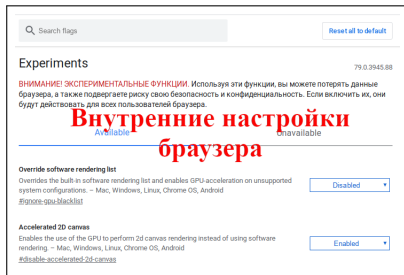 Search flags
Reset all to default
Experiments
79.0.3945.88
ВНИМАНИЕ! ЭКСПЕРИМЕНТАЛЬНЫЕ ФУНКЦИИ. Используя эти функции, вы можете потерять данные
браузера, а также подвергаете риску свою безопасность и конфиденциальность. Если включить их, они
будут действовать для всех пользователей браузера.
Внутренние настройки
браузера
Available
Unavailable
Override software rendering list
Overrides the built-in software rendering list and enables GPU-acceleration on unsupported
system configurations. – Mac, Windows, Linux, Chrome OS, Android
#ignore-gpu-blacklist
Disabled
Accelerated 2D canvas
Enables the use of the GPU to perform 2d canvas rendering instead of using software
rendering. – Mac, Windows, Linux, Chrome OS, Android
#disable-accelerated-2d-canvas
Enabled